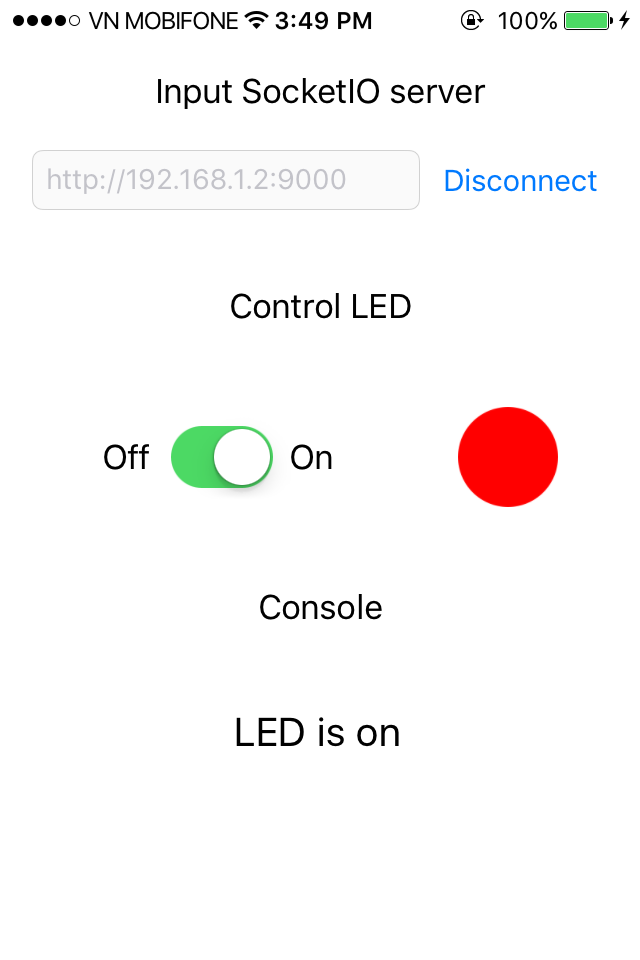 VN MOBIFONE 3:49 PM 100%
Input SocketIO server
http://192.168.1.2:9000 Disconnect
Control LED
Off On
Console
LED is on